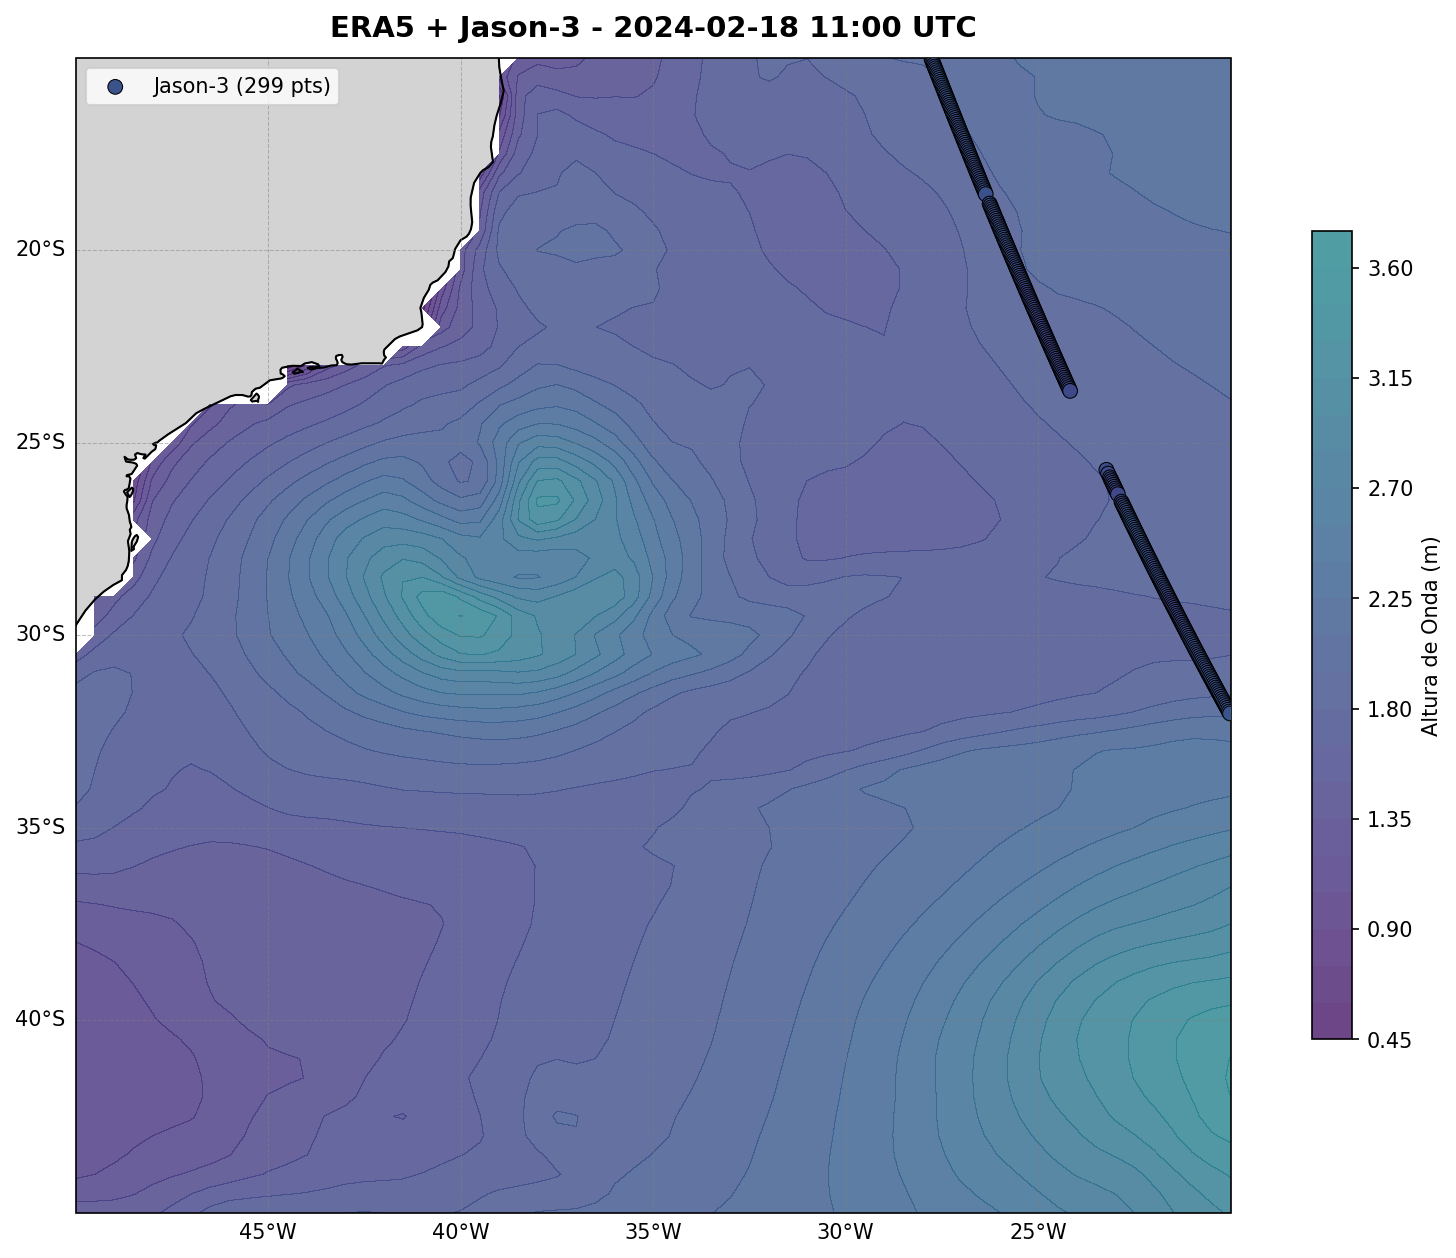 ERA5 + Jason-3 - 2024-02-18 11:00 UTC
Jason-3 (299 pts)
20°S
25°S
30°S
35°S
40°S
45°W
40°W
35°W
30°W
25°W
3.60
3.15
2.70
2.25
1.80
1.35
0.90
0.45
Altura de Onda (m)